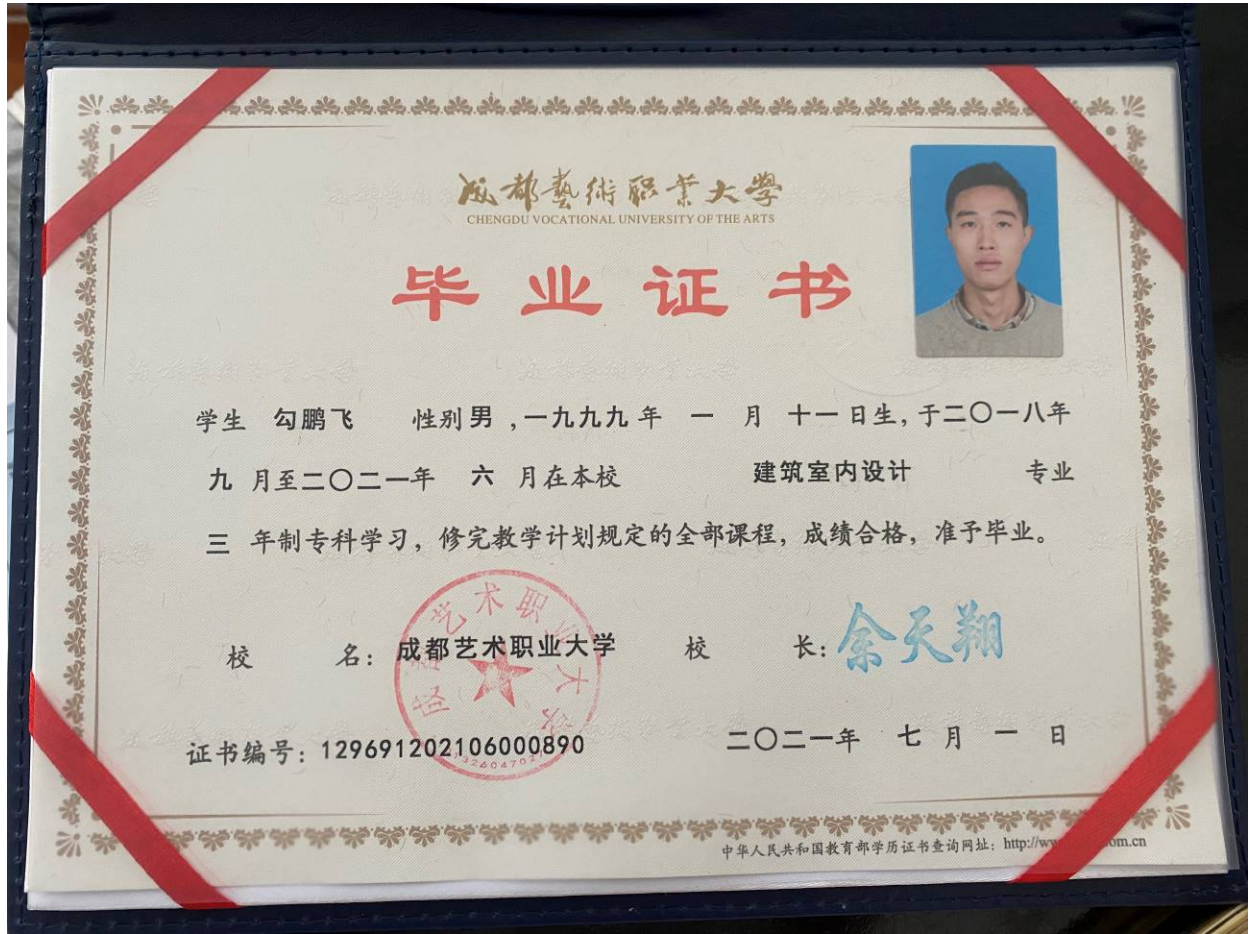 成都藝術職業大學
CHENGDU VOCATIONAL UNIVERSITY OF THE ARTS
毕业证书
学生 勾鹏飞 性别 男 ,一九九九 年 一 月 十一 日生, 于二〇一八年
九 月至二〇二一年 六 月在本校 建筑室内设计 专业
三 年制专科学习, 修完教学计划规定的全部课程, 成绩合格, 准予毕业。
校 名: 成都艺术职业大学 校 长: 余天翔
证书编号: 129691202106000890 二〇二一年 七 月 一 日
中华人民共和国教育部学历证书查询网址: http://ww om.cn